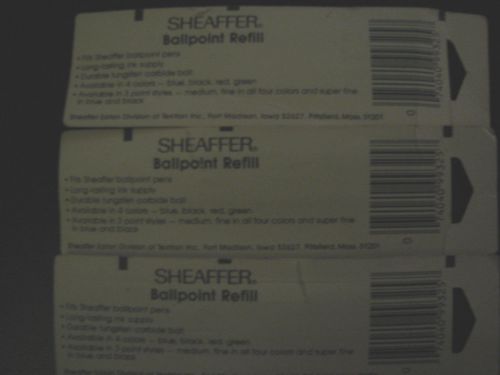 SHEAFFER®
Ballpoint Refill
• Fits Sheaffer ballpoint pens
• Long-lasting ink supply
• Durable tungsten carbide ball
• Available in 4 colors — blue, black, red, green
• Available in 3 point styles — medium, fine in all four colors and super fine
in blue and black
Sheaffer Eaton Division of Textron Inc., Fort Madison, Iowa 52627, Pittsfield, Mass. 01201
0
SHEAFFER®
Ballpoint Refill
• Fits Sheaffer ballpoint pens
• Long-lasting ink supply
• Durable tungsten carbide ball
• Available in 4 colors — blue, black, red, green
• Available in 3 point styles — medium, fine in all four colors and super fine
in blue and black
Sheaffer Eaton Division of Textron Inc., Fort Madison, Iowa 52627, Pittsfield, Mass. 01201
0
SHEAFFER®
Ballpoint Refill
• Fits Sheaffer ballpoint pens
• Long-lasting ink supply
• Durable tungsten carbide ball
• Available in 4 colors — blue, black, red, green
• Available in 3 point styles — medium, fine in all four colors and super fine
in blue and black